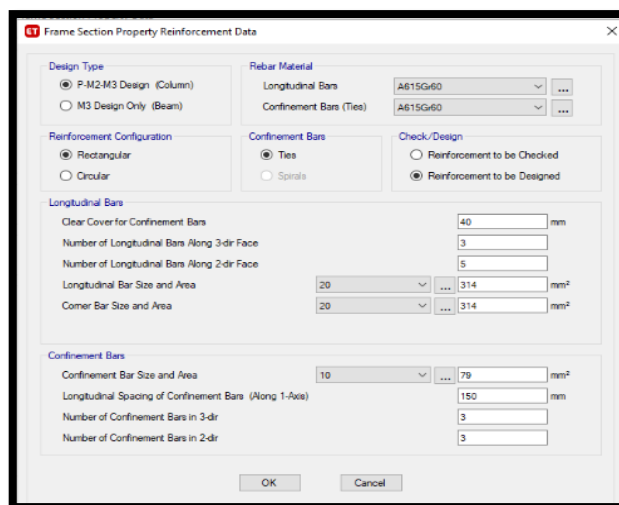 ET Frame Section Property Reinforcement Data
Design Type
P-M2-M3 Design (Column)
M3 Design Only (Beam)
Rebar Material
Longitudinal Bars A615Gr60 ...
Confinement Bars (Ties) A615Gr60 ...
Reinforcement Configuration
Rectangular
Circular
Confinement Bars
Ties
Spirals
Check/Design
Reinforcement to be Checked
Reinforcement to be Designed
Longitudinal Bars
Clear Cover for Confinement Bars 40 mm
Number of Longitudinal Bars Along 3-dir Face 3
Number of Longitudinal Bars Along 2-dir Face 5
Longitudinal Bar Size and Area 20 ... 314 mm²
Corner Bar Size and Area 20 ... 314 mm²
Confinement Bars
Confinement Bar Size and Area 10 ... 79 mm²
Longitudinal Spacing of Confinement Bars (Along 1-Axis) 150 mm
Number of Confinement Bars in 3-dir 3
Number of Confinement Bars in 2-dir 3
OK Cancel